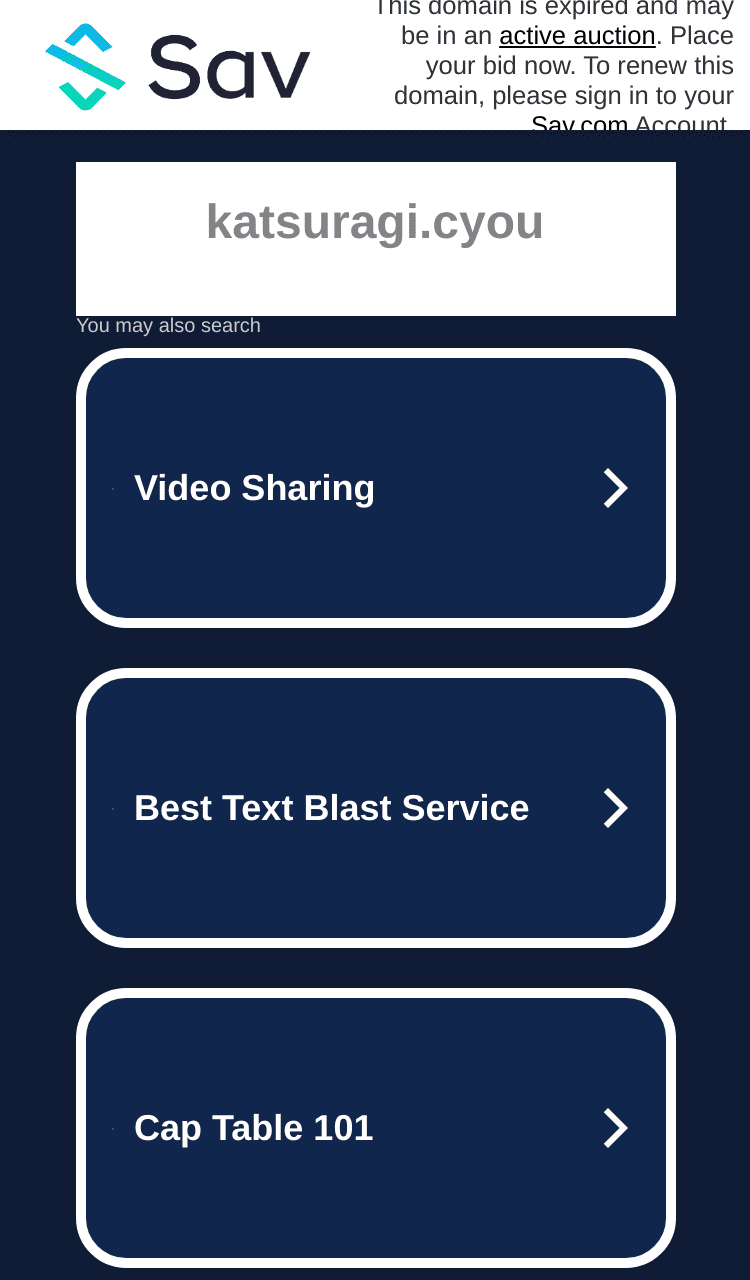 Sav
This domain is expired and may
be in an active auction. Place
your bid now. To renew this
domain, please sign in to your
Sav.com Account.
katsuragi.cyou
You may also search
Video Sharing
Best Text Blast Service
Cap Table 101